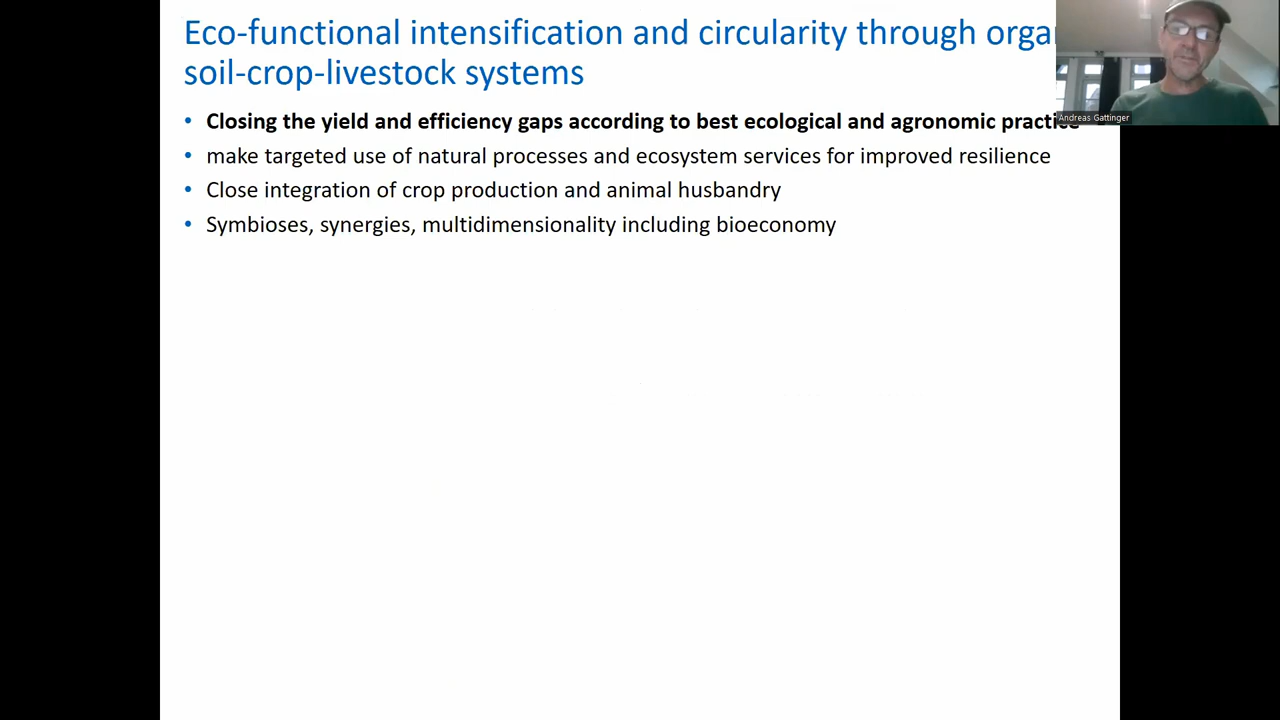 Eco-functional intensification and circularity through
soil-crop-livestock systems
• Closing the yield and efficiency gaps according to best ecological and agronomic practice
• make targeted use of natural processes and ecosystem services for improved resilience
• Close integration of crop production and animal husbandry
• Symbioses, synergies, multidimensionality including bioeconomy
Andreas Gattinger